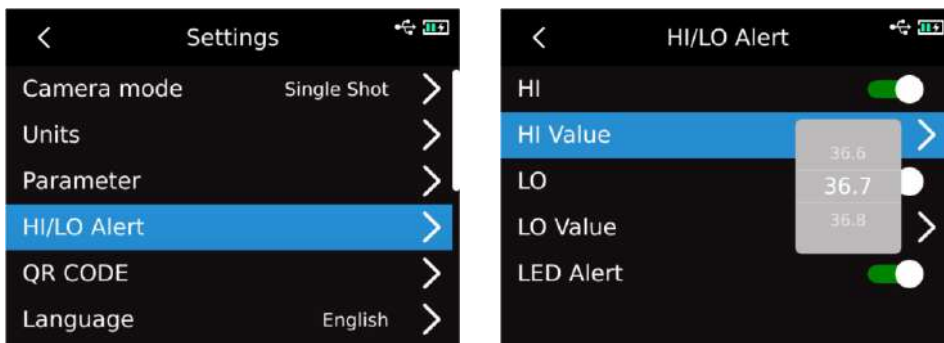 Settings
Camera mode Single Shot
Units
Parameter
HI/LO Alert
QR CODE
Language English
HI/LO Alert
HI
HI Value
36.6
LO 36.7
LO Value 36.8
LED Alert